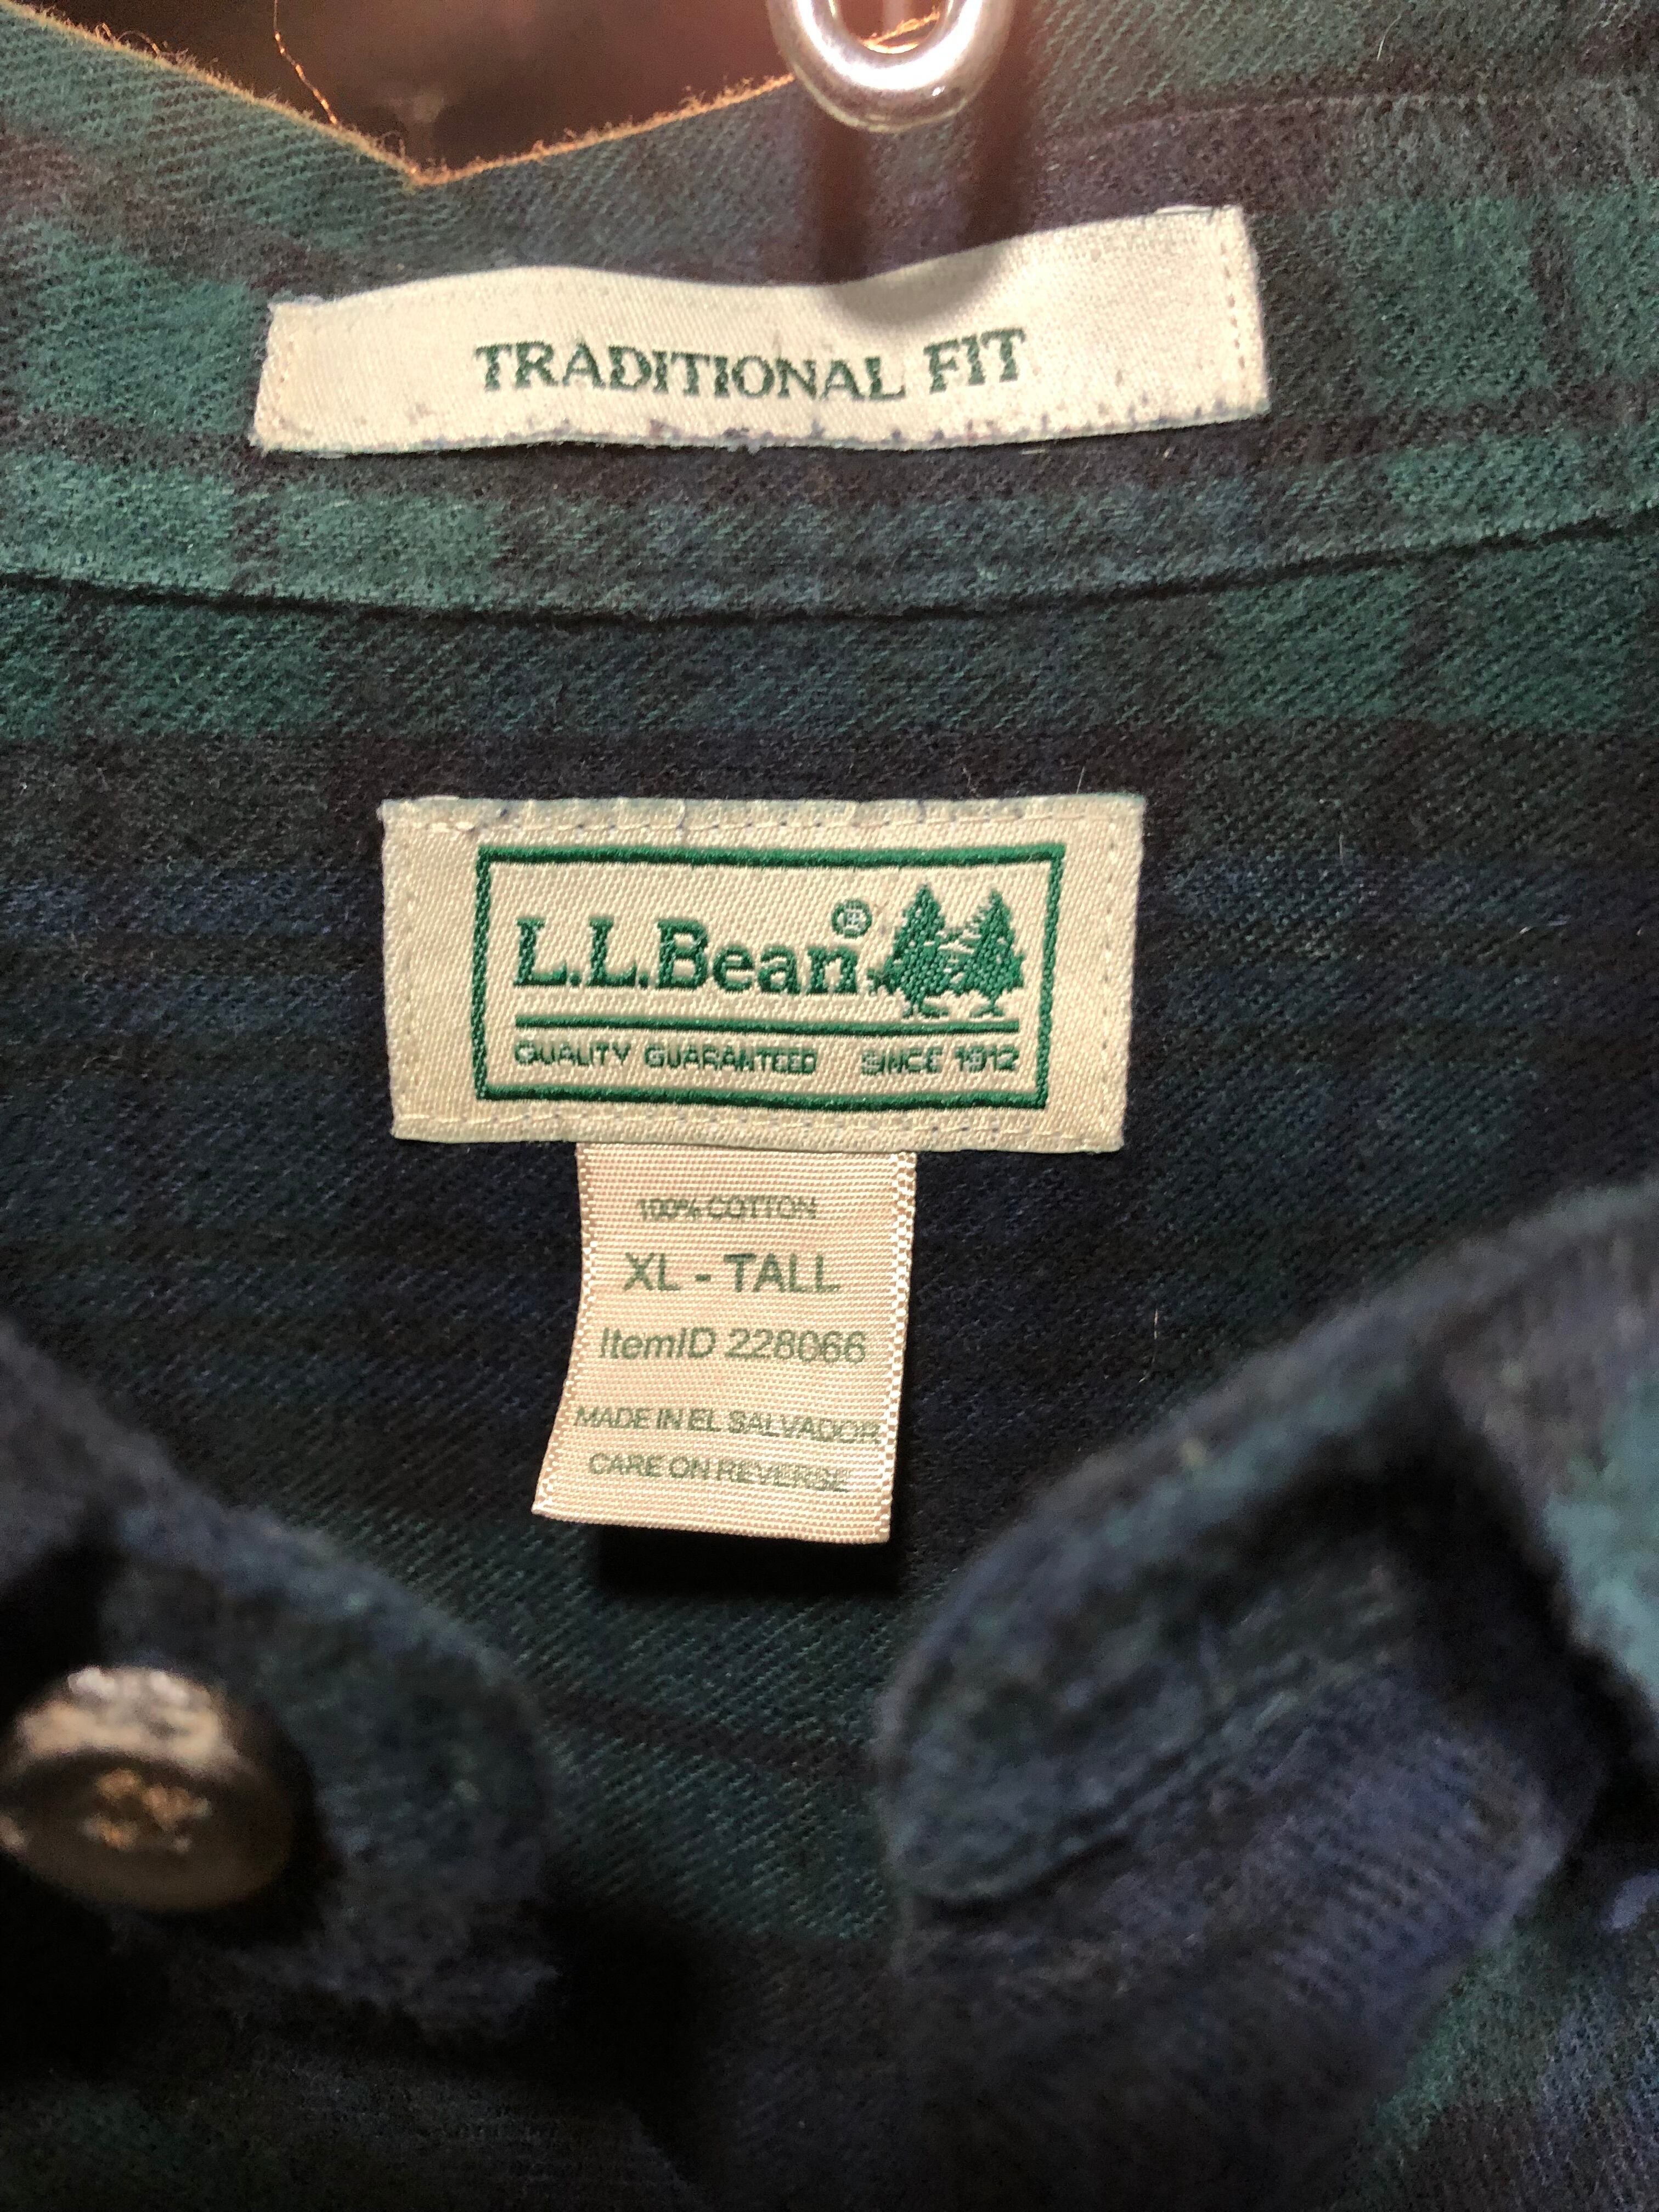 TRADITIONAL FIT
L.L.Bean®
QUALITY GUARANTEED SINCE 1912
100% COTTON
XL - TALL
ItemID 228066
MADE IN EL SALVADOR
CARE ON REVERSE